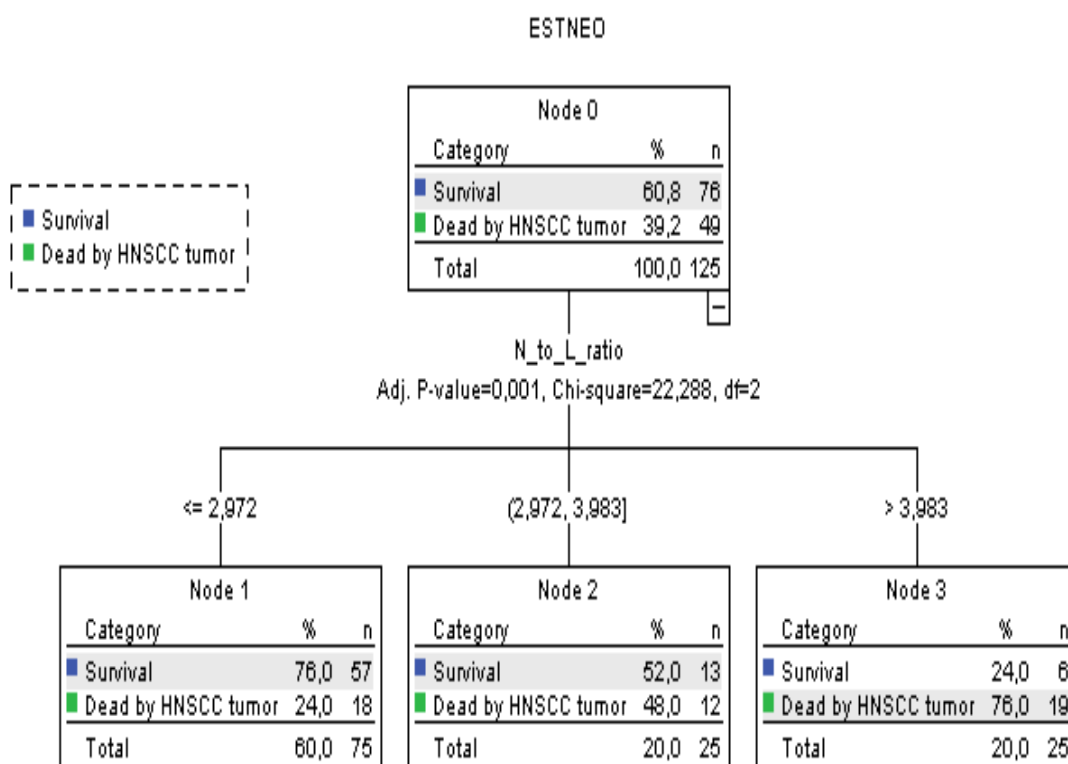 ESTNEO
Node 0
Category % n
Survival 60,8 76
Dead by HNSCC tumor 39,2 49
Total 100,0 125
Survival
Dead by HNSCC tumor
N_to_L_ratio
Adj. P-value=0,001, Chi-square=22,288, df=2
<= 2,972
(2,972, 3,983]
> 3,983
Node 1
Category % n
Survival 76,0 57
Dead by HNSCC tumor 24,0 18
Total 60,0 75
Node 2
Category % n
Survival 52,0 13
Dead by HNSCC tumor 48,0 12
Total 20,0 25
Node 3
Category % n
Survival 24,0 6
Dead by HNSCC tumor 76,0 19
Total 20,0 25